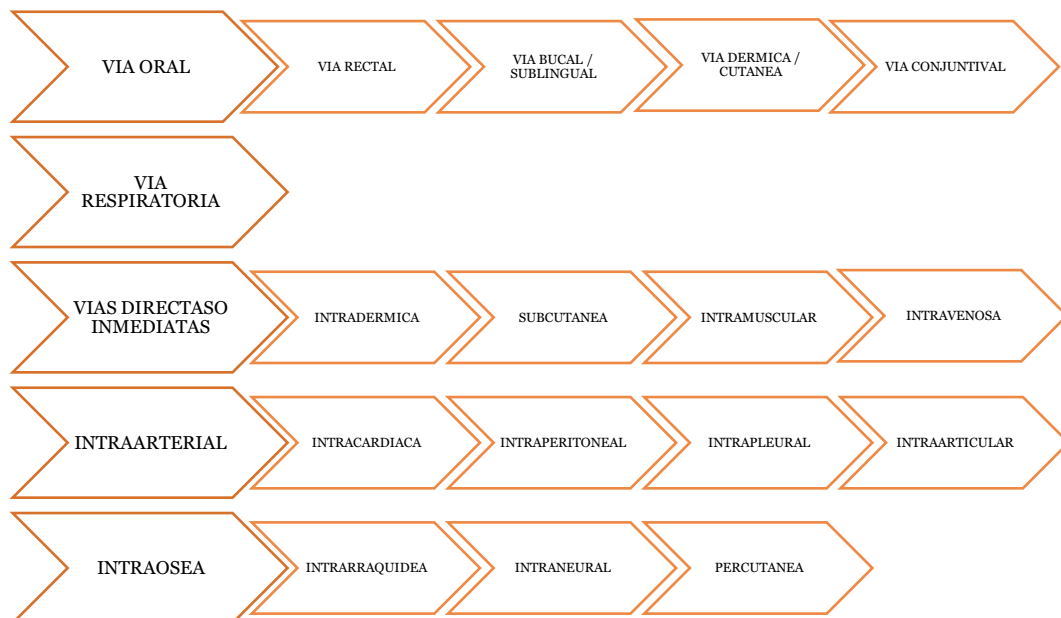 VIA ORAL
VIA RECTAL
VIA BUCAL /
SUBLINGUAL
VIA DERMICA /
CUTANEA
VIA CONJUNTIVAL
VIA
RESPIRATORIA
VIAS DIRECTASO
INMEDIATAS
INTRADERMICA
SUBCUTANEA
INTRAMUSCULAR
INTRAVENOSA
INTRAARTERIAL
INTRACARDIACA
INTRAPERITONEAL
INTRAPLEURAL
INTRAARTICULAR
INTRAOSEA
INTRARRAQUIDEA
INTRANEURAL
PERCUTANEA